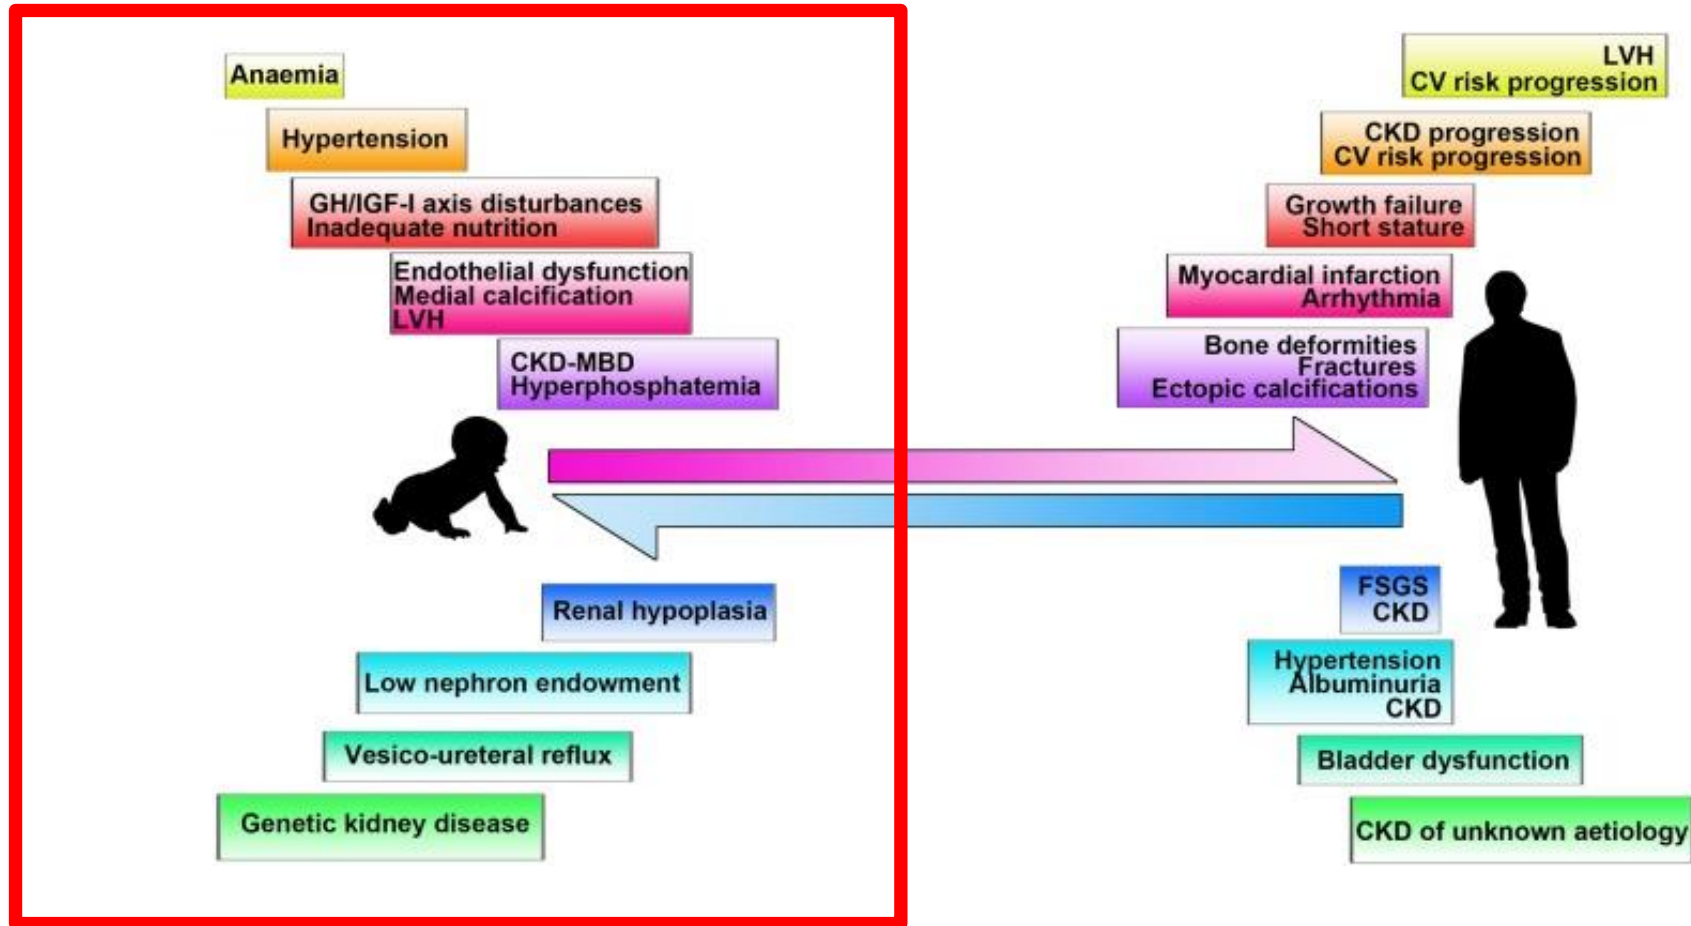 Anaemia
Hypertension
GH/IGF-I axis disturbances
Inadequate nutrition
Endothelial dysfunction
Medial calcification
LVH
CKD-MBD
Hyperphosphatemia
LVH
CV risk progression
CKD progression
CV risk progression
Growth failure
Short stature
Myocardial infarction
Arrhythmia
Bone deformities
Fractures
Ectopic calcifications
Renal hypoplasia
Low nephron endowment
Vesico-ureteral reflux
Genetic kidney disease
FSGS
CKD
Hypertension
Albuminuria
CKD
Bladder dysfunction
CKD of unknown aetiology